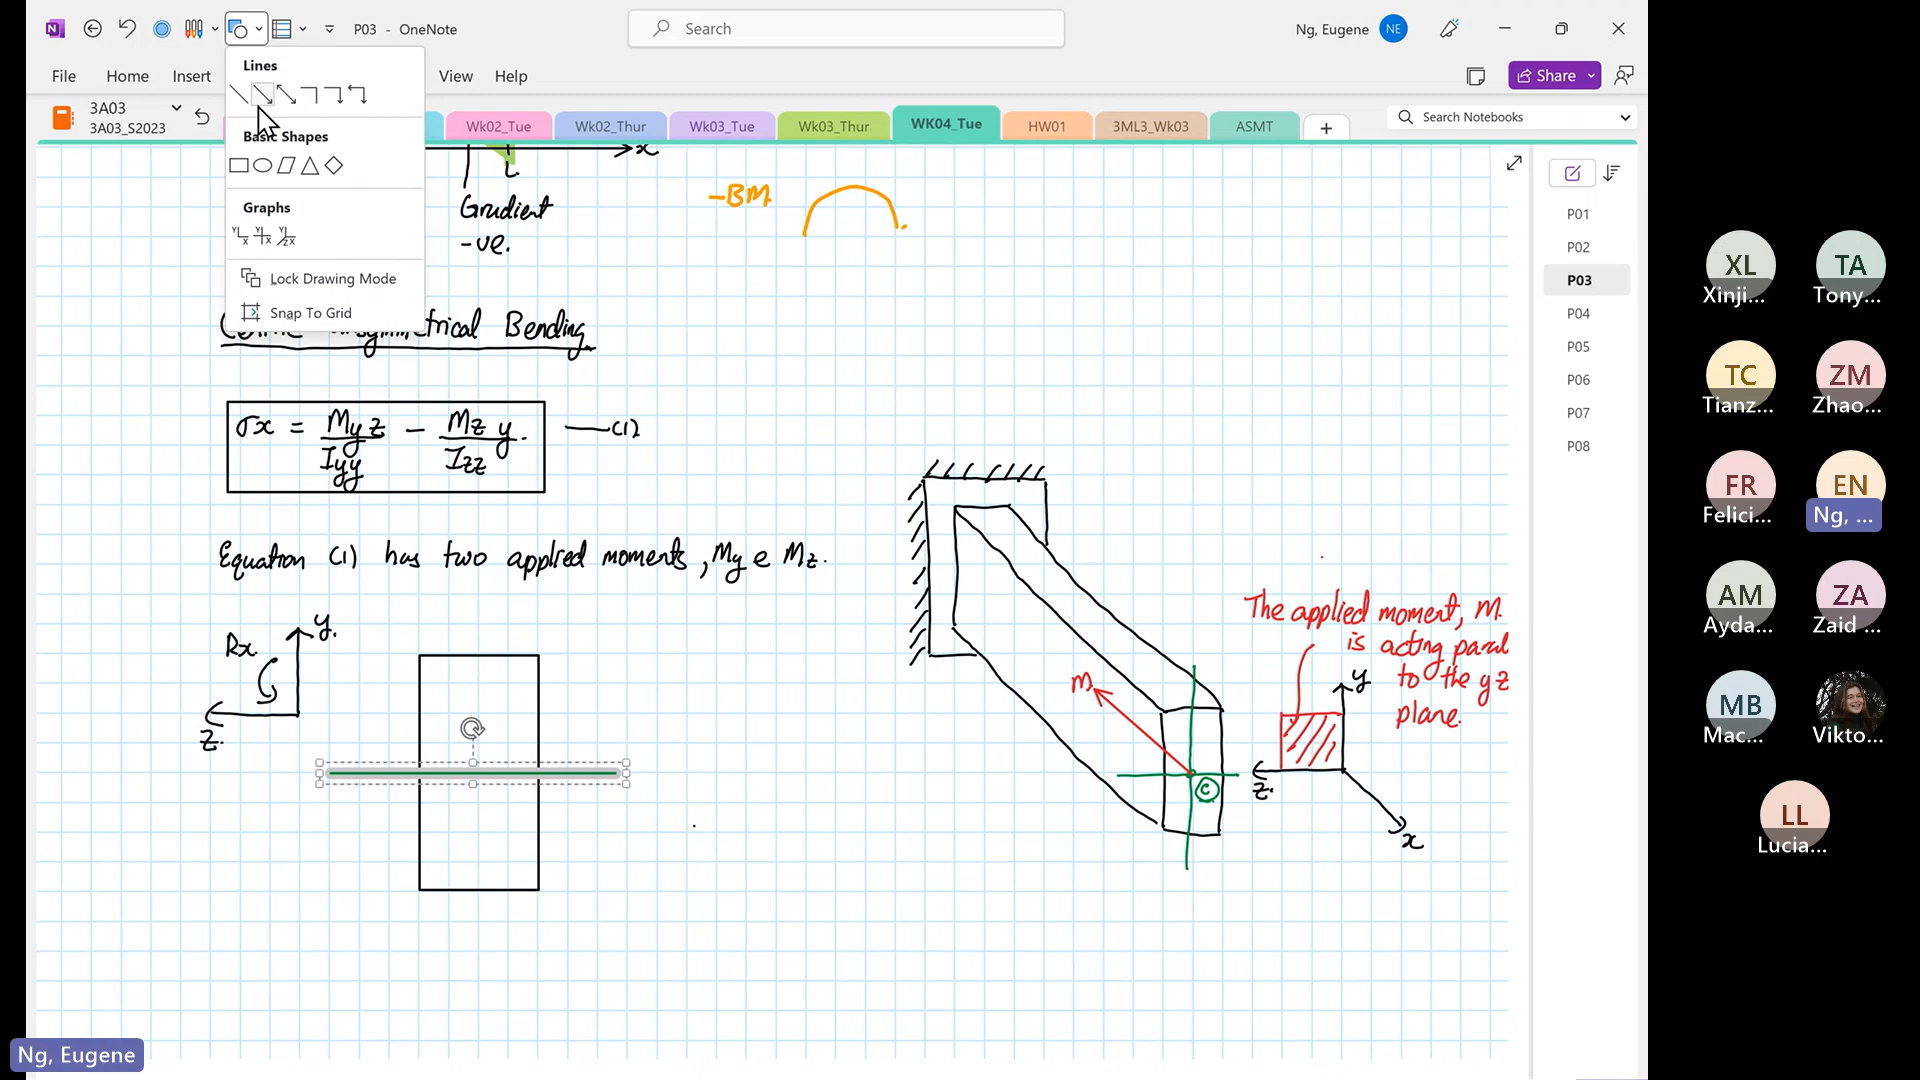 P03 - OneNote
Search
Ng, Eugene
NE
File
Home
Insert
View
Help
Share
Lines
Basic Shapes
Graphs
Lock Drawing Mode
Snap To Grid
3A03
3A03_S2023
Wk02_Tue
Wk02_Thur
Wk03_Tue
Wk03_Thur
WK04_Tue
HW01
3ML3_Wk03
ASMT
Search Notebooks
P01
P02
P03
P04
P05
P06
P07
P08
x
L
Gradient
-ve.
-BM
Bending
σx = My z / Iyy - Mz y / Izz —(1)
Equation (1) has two applied moments, My e Mz.
Rx
y.
z.
M
C
The applied moment, M.
is acting paral
to the yz
plane.
y
z.
x
XL
Xinji...
TA
Tony...
TC
Tianz...
ZM
Zhao...
FR
Felici...
EN
Ng, ...
AM
Ayda...
ZA
Zaid ...
MB
Mac...
Vikto...
LL
Lucia...
Ng, Eugene